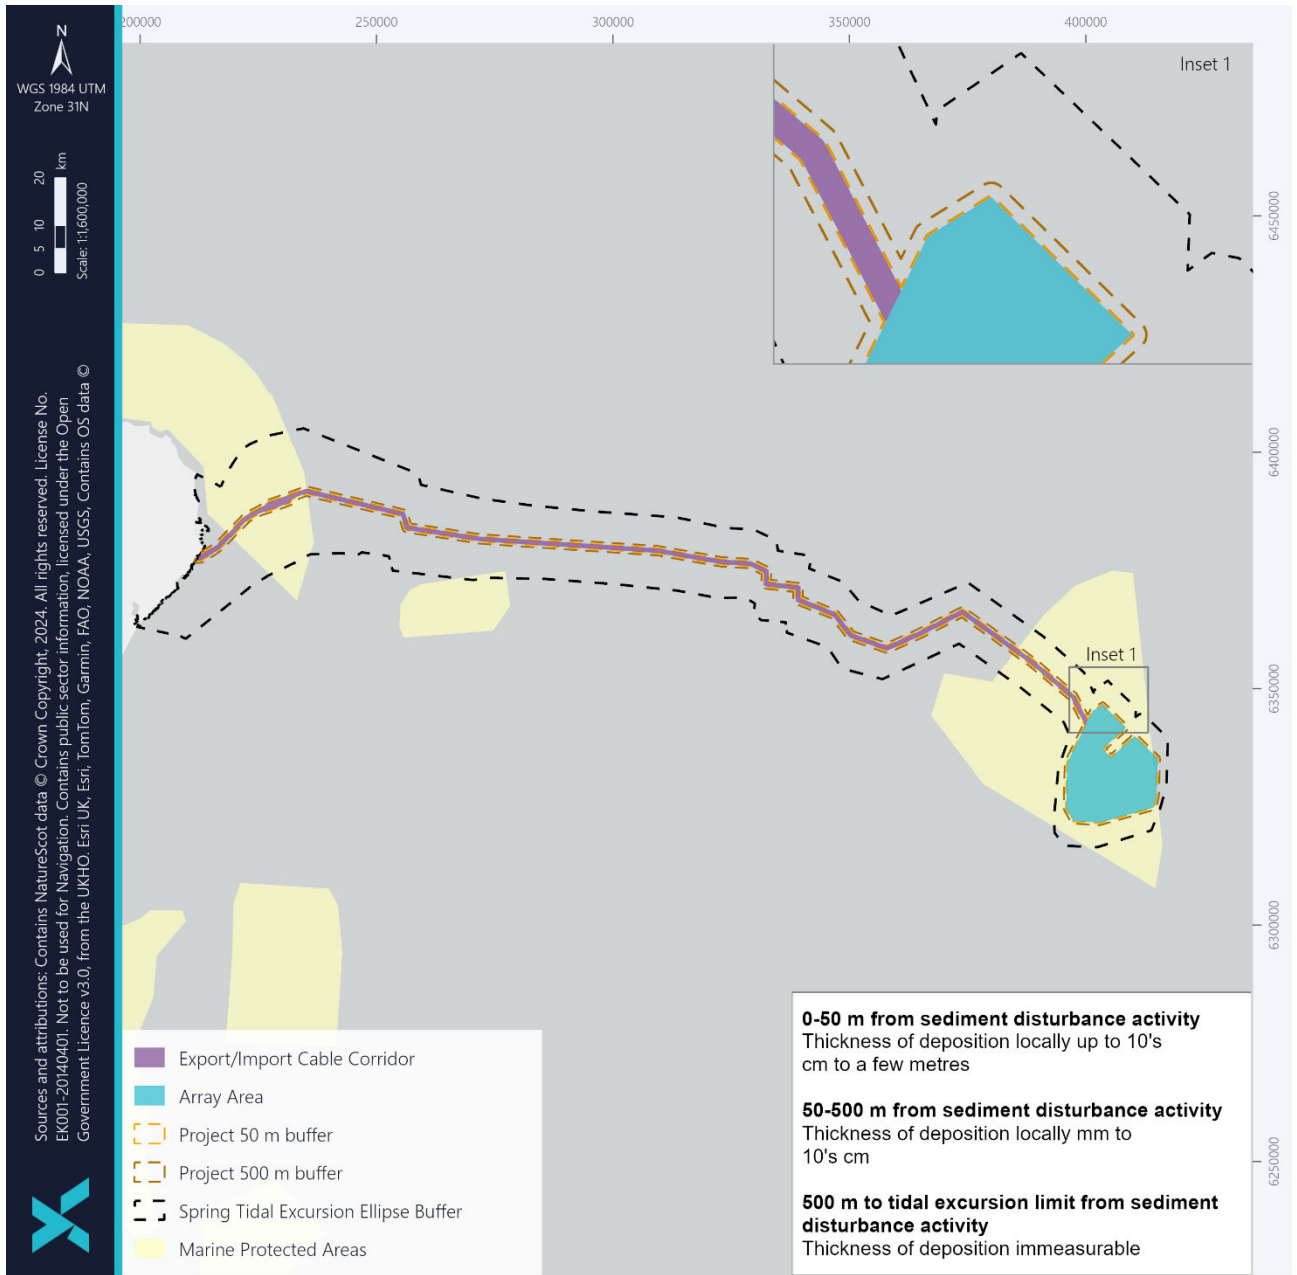 200000
250000
300000
350000
400000
N
WGS 1984 UTM
Zone 31N
km
0 5 10 20
Scale: 1:1,600,000
Sources and attributions: Contains NatureScot data © Crown Copyright, 2024. All rights reserved. License No.
EK001-20140401. Not to be used for Navigation. Contains public sector information, licensed under the Open
Government Licence v3.0, from the UKHO. Esri UK, Esri, TomTom, Garmin, FAO, NOAA, USGS, Contains OS data ©
Inset 1
6450000
6400000
Inset 1
6350000
6300000
6250000
Export/Import Cable Corridor
Array Area
Project 50 m buffer
Project 500 m buffer
Spring Tidal Excursion Ellipse Buffer
Marine Protected Areas
0-50 m from sediment disturbance activity
Thickness of deposition locally up to 10's
cm to a few metres
50-500 m from sediment disturbance activity
Thickness of deposition locally mm to
10's cm
500 m to tidal excursion limit from sediment
disturbance activity
Thickness of deposition immeasurable